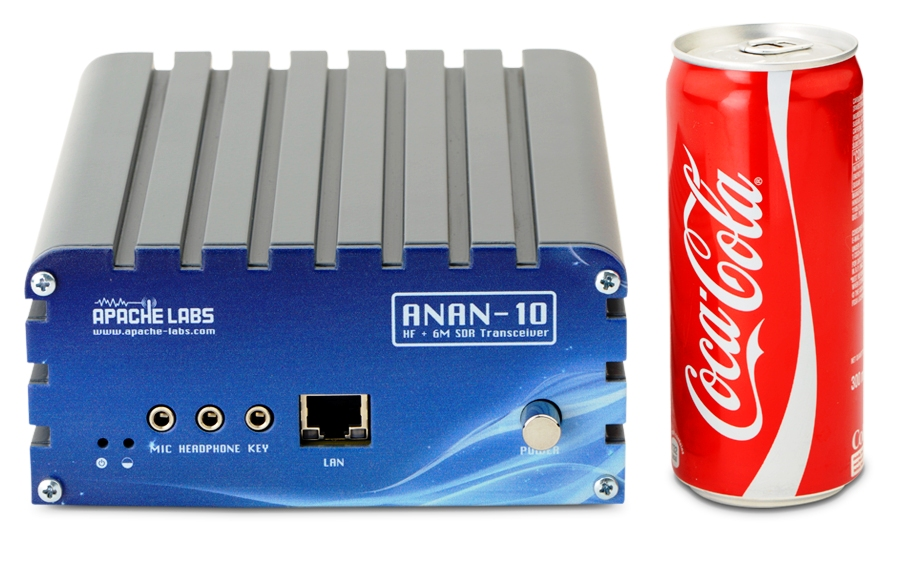 APACHE LABS
www.apache-labs.com
ANAN-10
HF + 6M SDR Transceiver
MIC HEADPHONE KEY
LAN
POWER
Coca-Cola
®